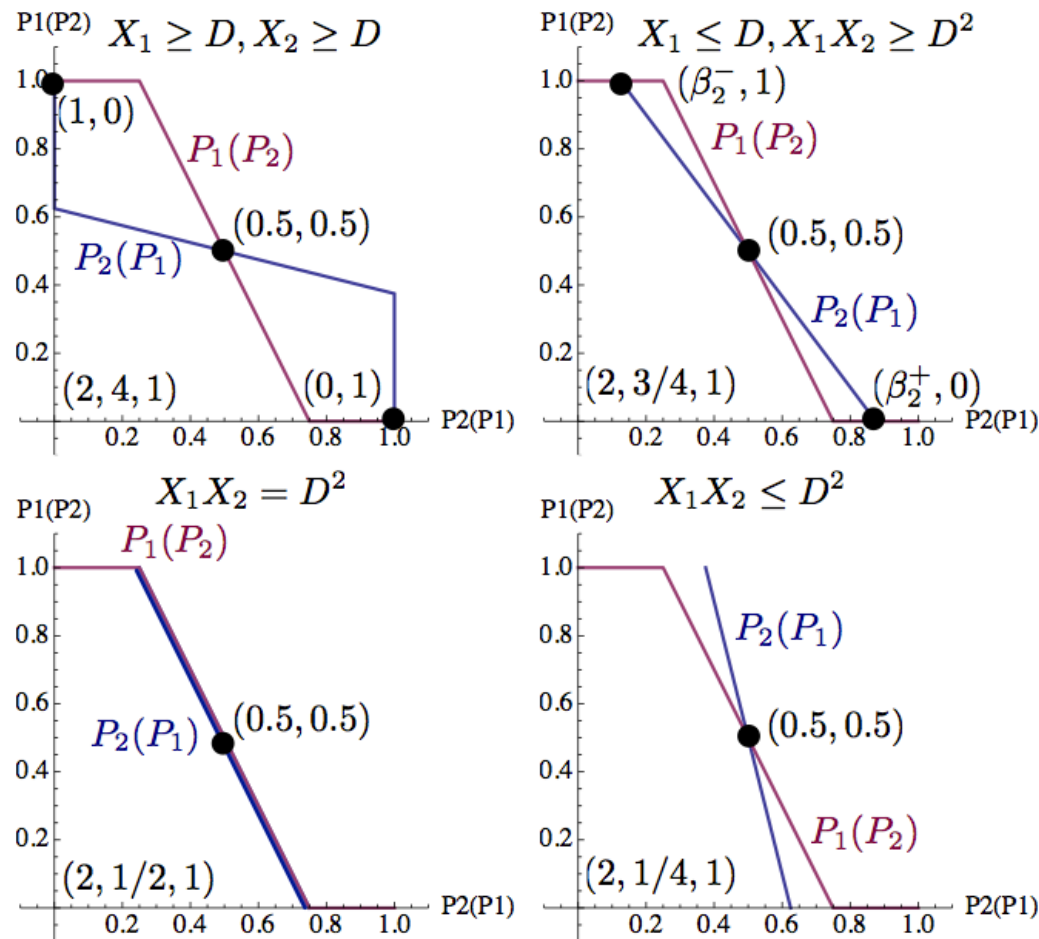 P1(P2)
X₁ ≥ D, X₂ ≥ D
1.0
(1, 0)
0.8
P₁(P₂)
0.6
(0.5, 0.5)
P₂(P₁)
0.4
0.2
(2, 4, 1)
(0, 1)
0.2 0.4 0.6 0.8 1.0
P2(P1)
P1(P2)
X₁ ≤ D, X₁X₂ ≥ D²
1.0
(β₂⁻, 1)
0.8
P₁(P₂)
0.6
(0.5, 0.5)
0.4
P₂(P₁)
0.2
(2, 3/4, 1)
(β₂⁺, 0)
0.2 0.4 0.6 0.8 1.0
P2(P1)
P1(P2)
X₁X₂ = D²
P₁(P₂)
1.0
0.8
0.6
(0.5, 0.5)
P₂(P₁)
0.4
0.2
(2, 1/2, 1)
0.2 0.4 0.6 0.8 1.0
P2(P1)
P1(P2)
X₁X₂ ≤ D²
1.0
0.8
P₂(P₁)
0.6
(0.5, 0.5)
0.4
P₁(P₂)
0.2
(2, 1/4, 1)
0.2 0.4 0.6 0.8 1.0
P2(P1)